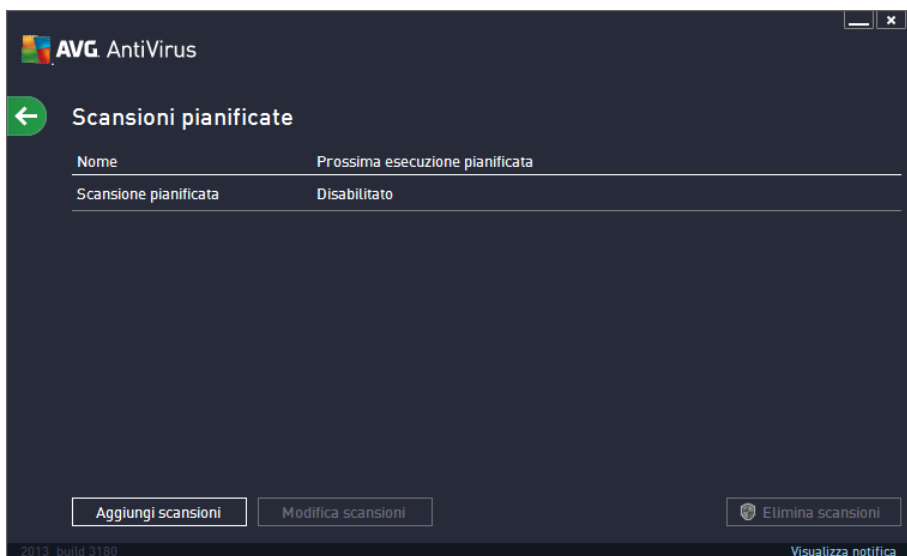 AVG. AntiVirus
Scansioni pianificate
Nome Prossima esecuzione pianificata
Scansione pianificata Disabilitato
Aggiungi scansioni Modifica scansioni Elimina scansioni
2013 build 3180 Visualizza notifica